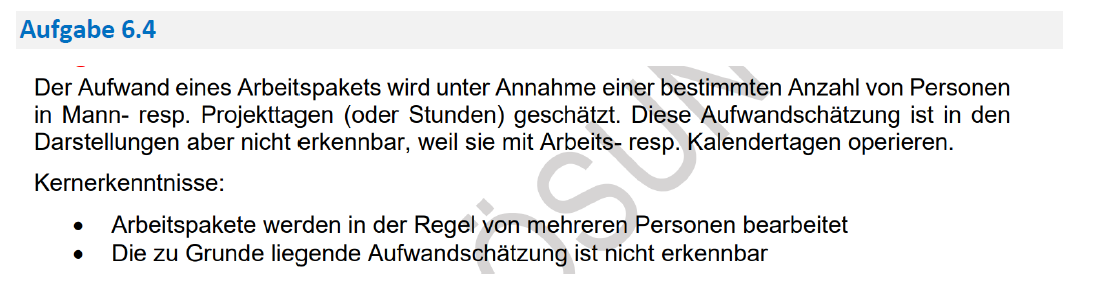 Aufgabe 6.4
Der Aufwand eines Arbeitspakets wird unter Annahme einer bestimmten Anzahl von Personen
in Mann- resp. Projekttagen (oder Stunden) geschätzt. Diese Aufwandschätzung ist in den
Darstellungen aber nicht erkennbar, weil sie mit Arbeits- resp. Kalendertagen operieren.
Kernerkenntnisse:
• Arbeitspakete werden in der Regel von mehreren Personen bearbeitet
• Die zu Grunde liegende Aufwandschätzung ist nicht erkennbar